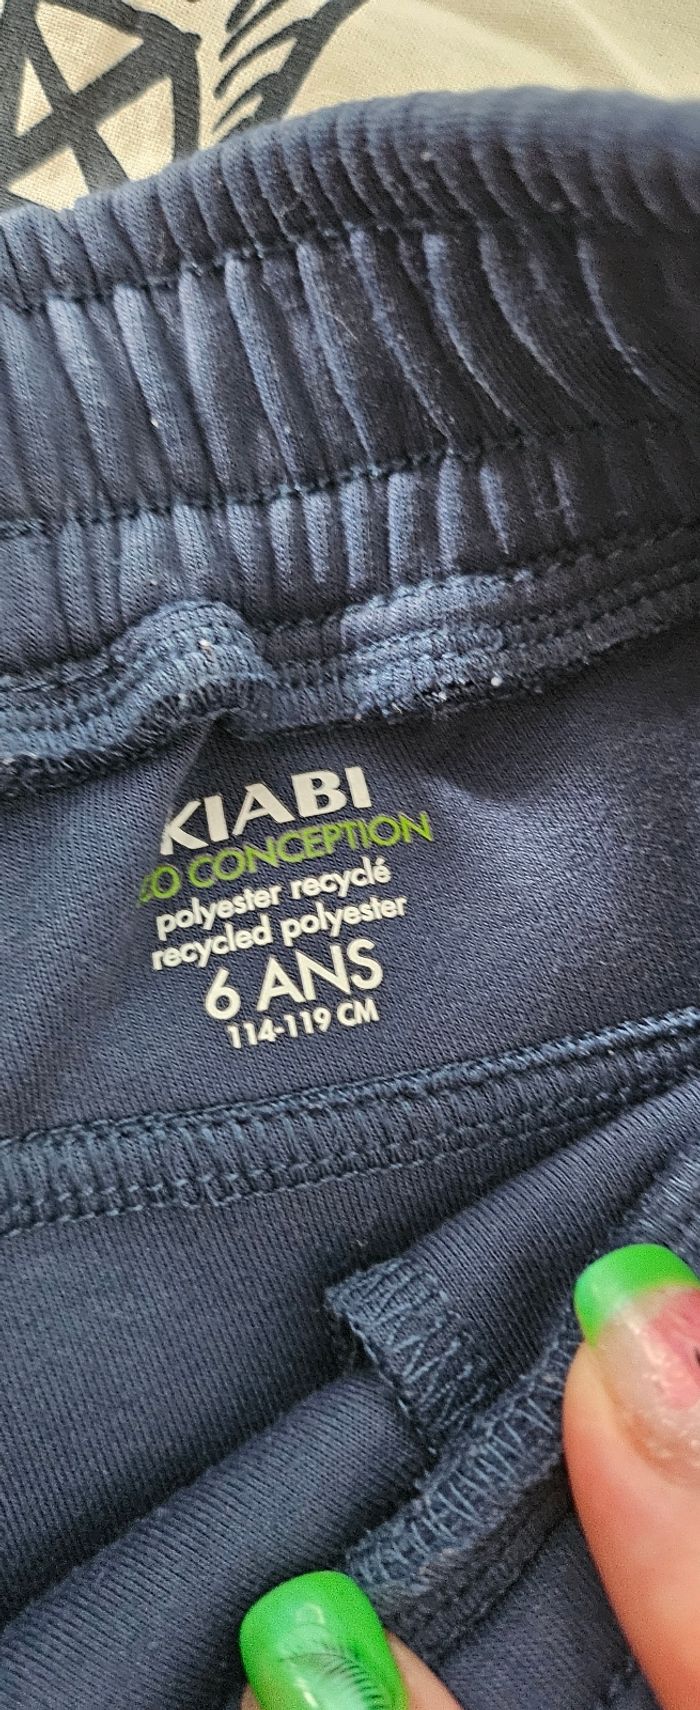 KIABI
CONCEPTION
polyester recyclé
recycled polyester
6 ANS
114-119 CM